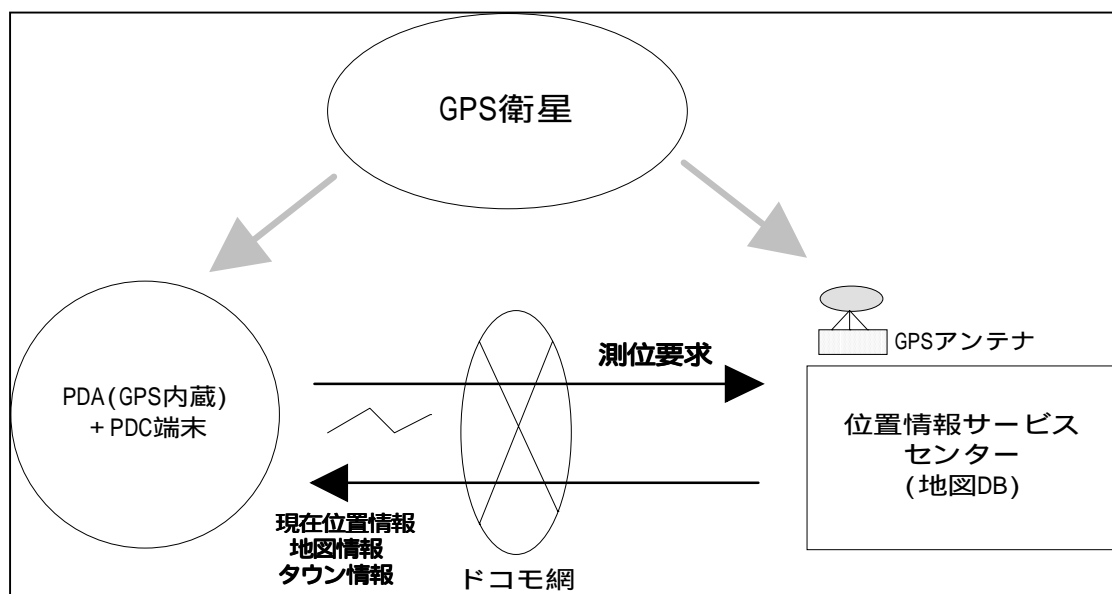 GPS衛星
GPSアンテナ
測位要求
PDA(GPS内蔵)
+PDC端末
位置情報サービス
センター
(地図DB)
現在位置情報
地図情報
タウン情報
ドコモ網